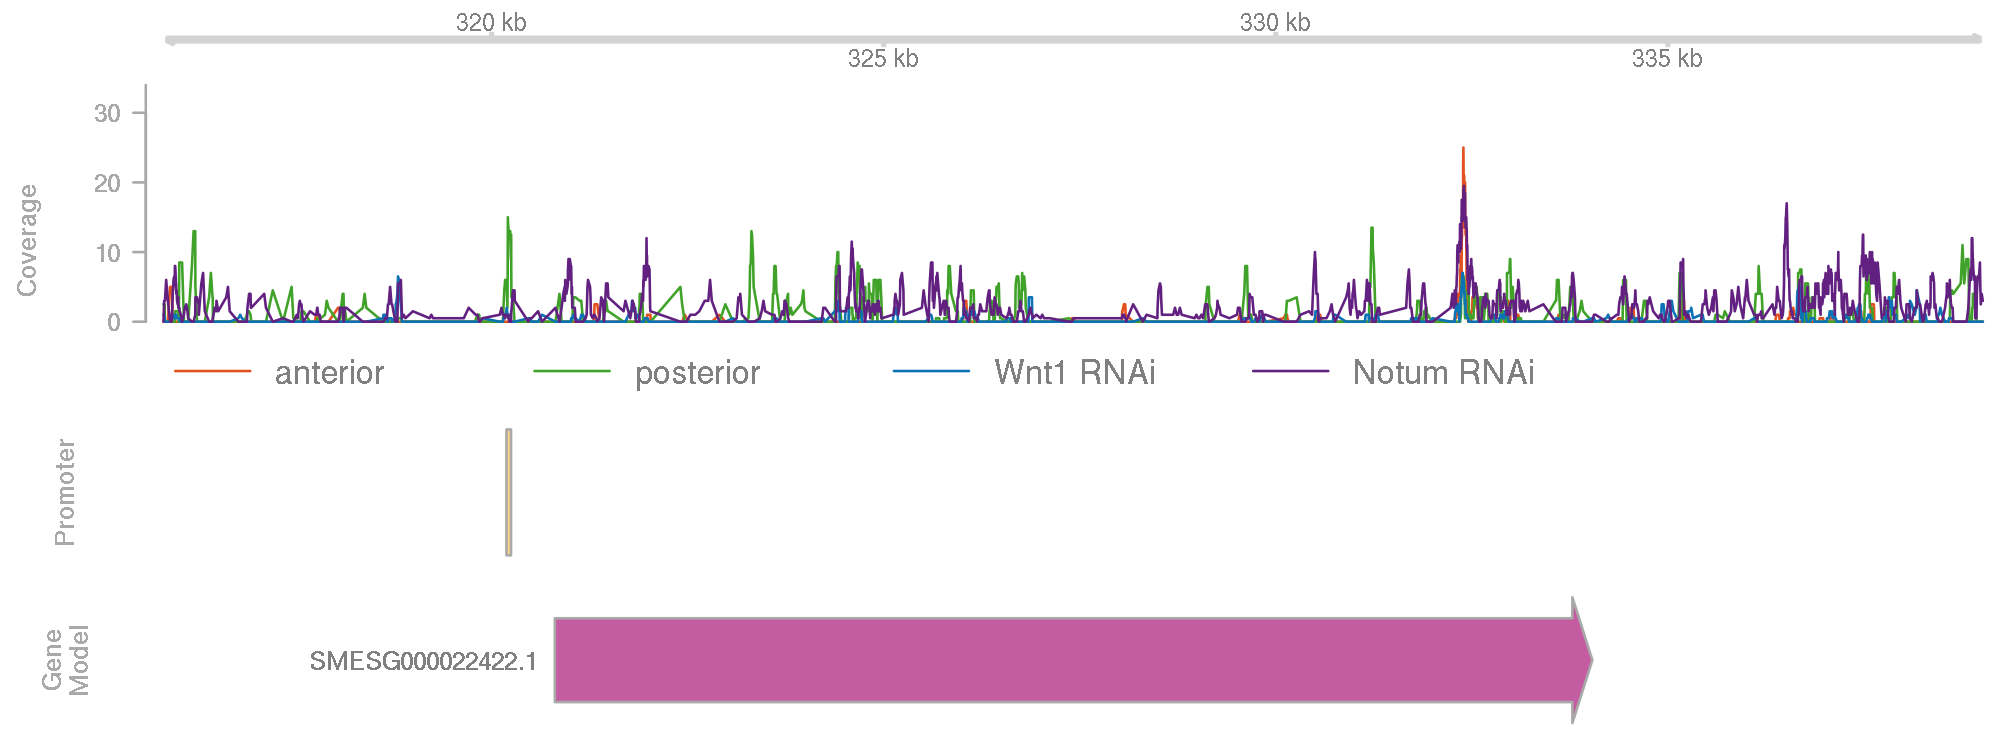 320 kb
330 kb
325 kb
335 kb
Coverage
30
20
10
0
anterior
posterior
Wnt1 RNAi
Notum RNAi
Promoter
Gene
Model
SMESG000022422.1